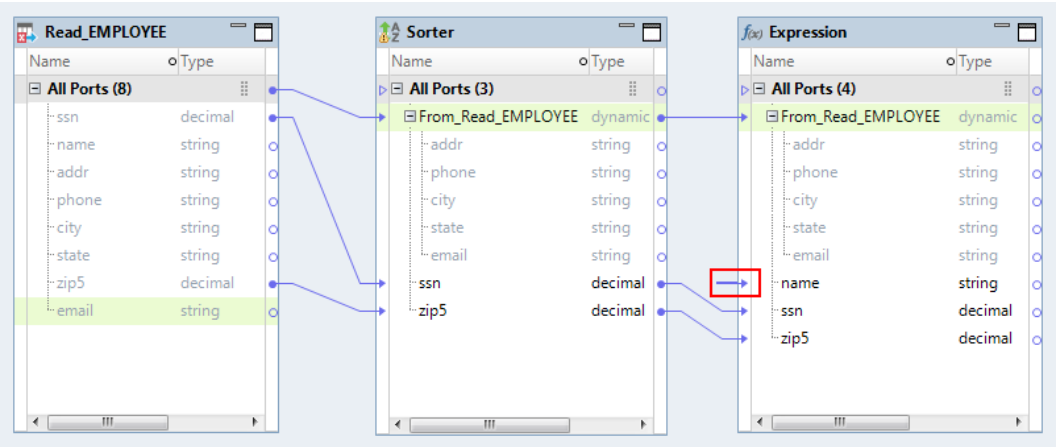 Read_EMPLOYEE
Name Type
All Ports (8)
ssn decimal
name string
addr string
phone string
city string
state string
zip5 decimal
email string
Sorter
Name Type
All Ports (3)
From_Read_EMPLOYEE dynamic
addr string
phone string
city string
state string
email string
ssn decimal
zip5 decimal
f(x) Expression
Name Type
All Ports (4)
From_Read_EMPLOYEE dynamic
addr string
phone string
city string
state string
email string
name string
ssn decimal
zip5 decimal